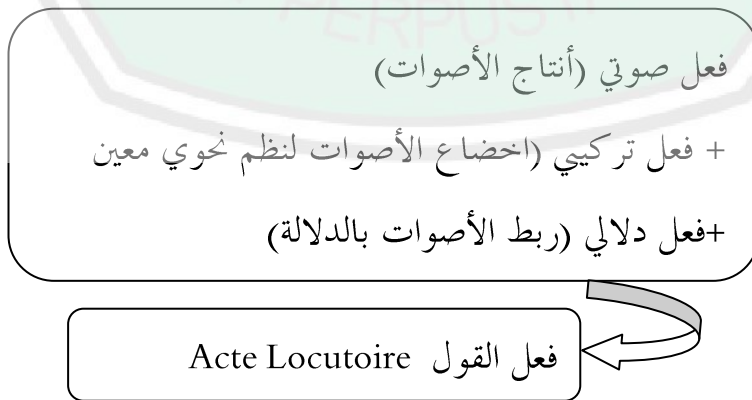 PERPUST
فعل صوتي (أنتاج الأصوات)
+ فعل تركيبي (اخضاع الأصوات لنظم نحوي معين
+فعل دلالي (ربط الأصوات بالدلالة)
فعل القول Acte Locutoire